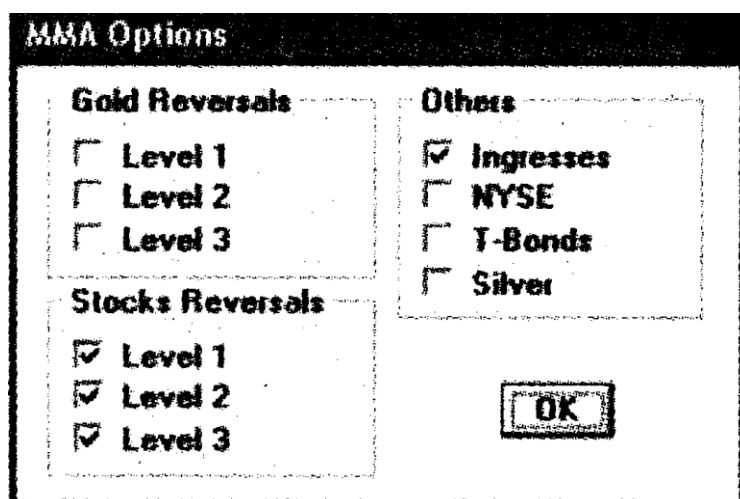 MMA Options
Gold Reversals
Level 1
Level 2
Level 3
Stocks Reversals
Level 1
Level 2
Level 3
Others
Ingresses
NYSE
T-Bonds
Silver
OK